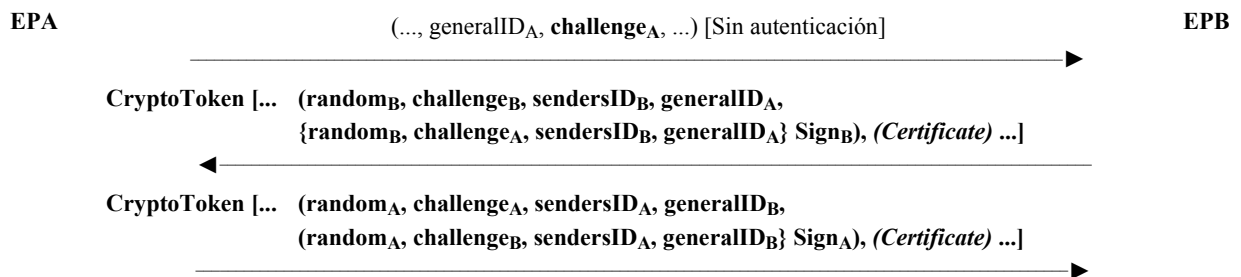 EPA (..., generalIDA, challengeA, ...) [Sin autenticación] EPB
CryptoToken [... (randomB, challengeB, sendersIDB, generalIDA,
{randomB, challengeA, sendersIDB, generalIDA} SignB), (Certificate) ...]
CryptoToken [... (randomA, challengeA, sendersIDA, generalIDB,
(randomA, challengeB, sendersIDA, generalIDB} SignA), (Certificate) ...]